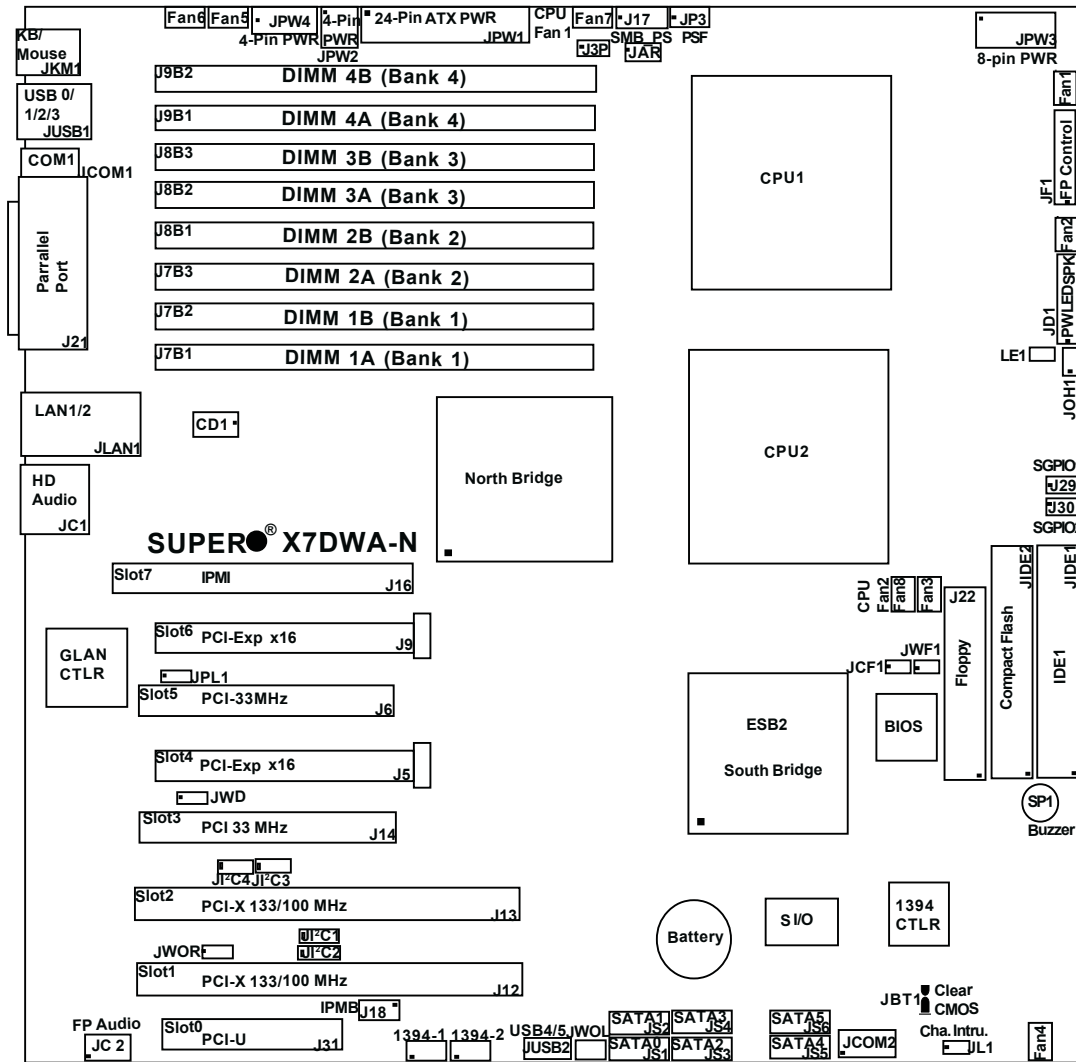 Fan6
Fan5
JPW4
4-Pin PWR
4-Pin
PWR
JPW2
24-Pin ATX PWR
JPW1
CPU
Fan 1
Fan7
J3P
J17
SMB_PS
JAR
JP3
PSF
JPW3
8-pin PWR
KB/
Mouse
JKM1
USB 0/
1/2/3
JUSB1
COM1
JCOM1
Parrallel
Port
J21
J9B2
DIMM 4B (Bank 4)
J9B1
DIMM 4A (Bank 4)
J8B3
DIMM 3B (Bank 3)
J8B2
DIMM 3A (Bank 3)
J8B1
DIMM 2B (Bank 2)
J7B3
DIMM 2A (Bank 2)
J7B2
DIMM 1B (Bank 1)
J7B1
DIMM 1A (Bank 1)
CPU1
Fan1
JF1
FP Control
Fan2
JD1
PWLEDSPK
LE1
JOH1
LAN1/2
JLAN1
CD1
HD
Audio
JC1
North Bridge
CPU2
SGPIO
J29
J30
SGPIO2
SUPER® X7DWA-N
Slot7
IPMI
J16
Slot6
PCI-Exp x16
J9
GLAN
CTLR
JPL1
Slot5
PCI-33MHz
J6
Slot4
PCI-Exp x16
J5
JWD
Slot3
PCI 33 MHz
J14
JI²C4
JI²C3
Slot2
PCI-X 133/100 MHz
J13
JWOR
JI²C1
JI²C2
Slot1
PCI-X 133/100 MHz
J12
IPMB
J18
Slot0
PCI-U
J31
FP Audio
JC 2
CPU
Fan2
Fan8
Fan3
JCF1
JWF1
J22
Floppy
JIDE2
Compact Flash
JIDE1
IDE1
ESB2
South Bridge
BIOS
SP1
Buzzer
Battery
S I/O
1394
CTLR
JBT1
Clear
CMOS
1394-1
1394-2
USB4/5
JUSB2
JWOL
SATA1
JS2
SATA0
JS1
SATA3
JS4
SATA2
JS3
SATA5
JS6
SATA4
JS5
JCOM2
Cha. Intru.
JL1
Fan4